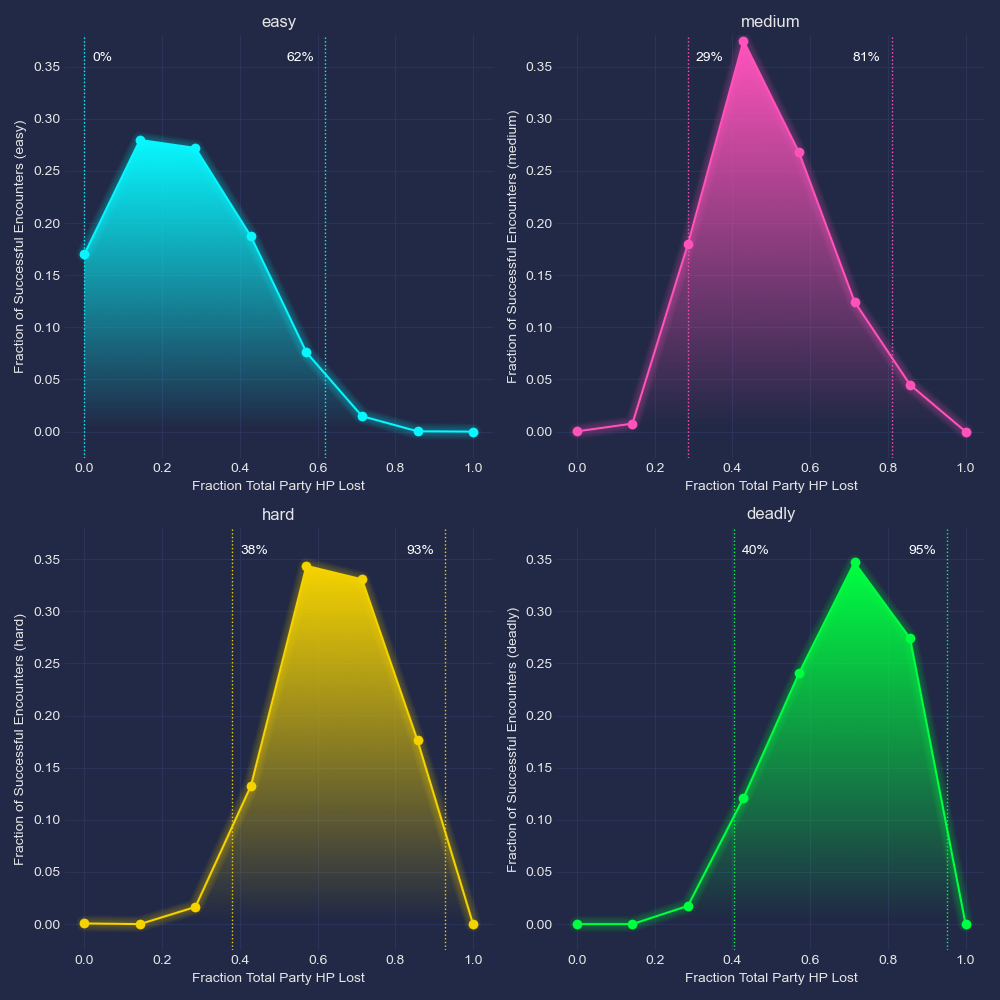 easy
0%
62%
0.35
0.30
0.25
0.20
0.15
0.10
0.05
0.00
Fraction of Successful Encounters (easy)
0.0 0.2 0.4 0.6 0.8 1.0
Fraction Total Party HP Lost
medium
29%
81%
0.35
0.30
0.25
0.20
0.15
0.10
0.05
0.00
Fraction of Successful Encounters (medium)
0.0 0.2 0.4 0.6 0.8 1.0
Fraction Total Party HP Lost
hard
38%
93%
0.35
0.30
0.25
0.20
0.15
0.10
0.05
0.00
Fraction of Successful Encounters (hard)
0.0 0.2 0.4 0.6 0.8 1.0
Fraction Total Party HP Lost
deadly
40%
95%
0.35
0.30
0.25
0.20
0.15
0.10
0.05
0.00
Fraction of Successful Encounters (deadly)
0.0 0.2 0.4 0.6 0.8 1.0
Fraction Total Party HP Lost